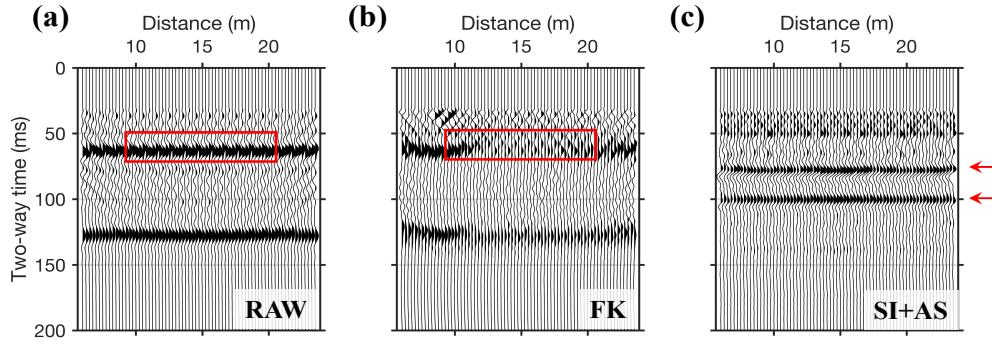 (a)
Distance (m)
10 15 20
0
50
100
150
200
Two-way time (ms)
RAW
(b)
Distance (m)
10 15 20
FK
(c)
Distance (m)
10 15 20
SI+AS